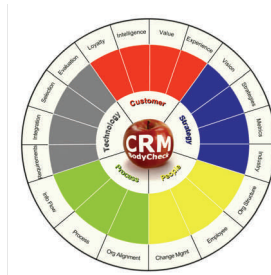 Loyalty
Intelligence
Value
Experience
Vision
Strategies
Metrics
Industry
Org Structure
Employee
Change Mgmt
Org Alignment
Process
Info Flow
Requirements
Integration
Selection
Evaluation
Customer
Strategy
People
Process
Technology
CRM
BodyCheck